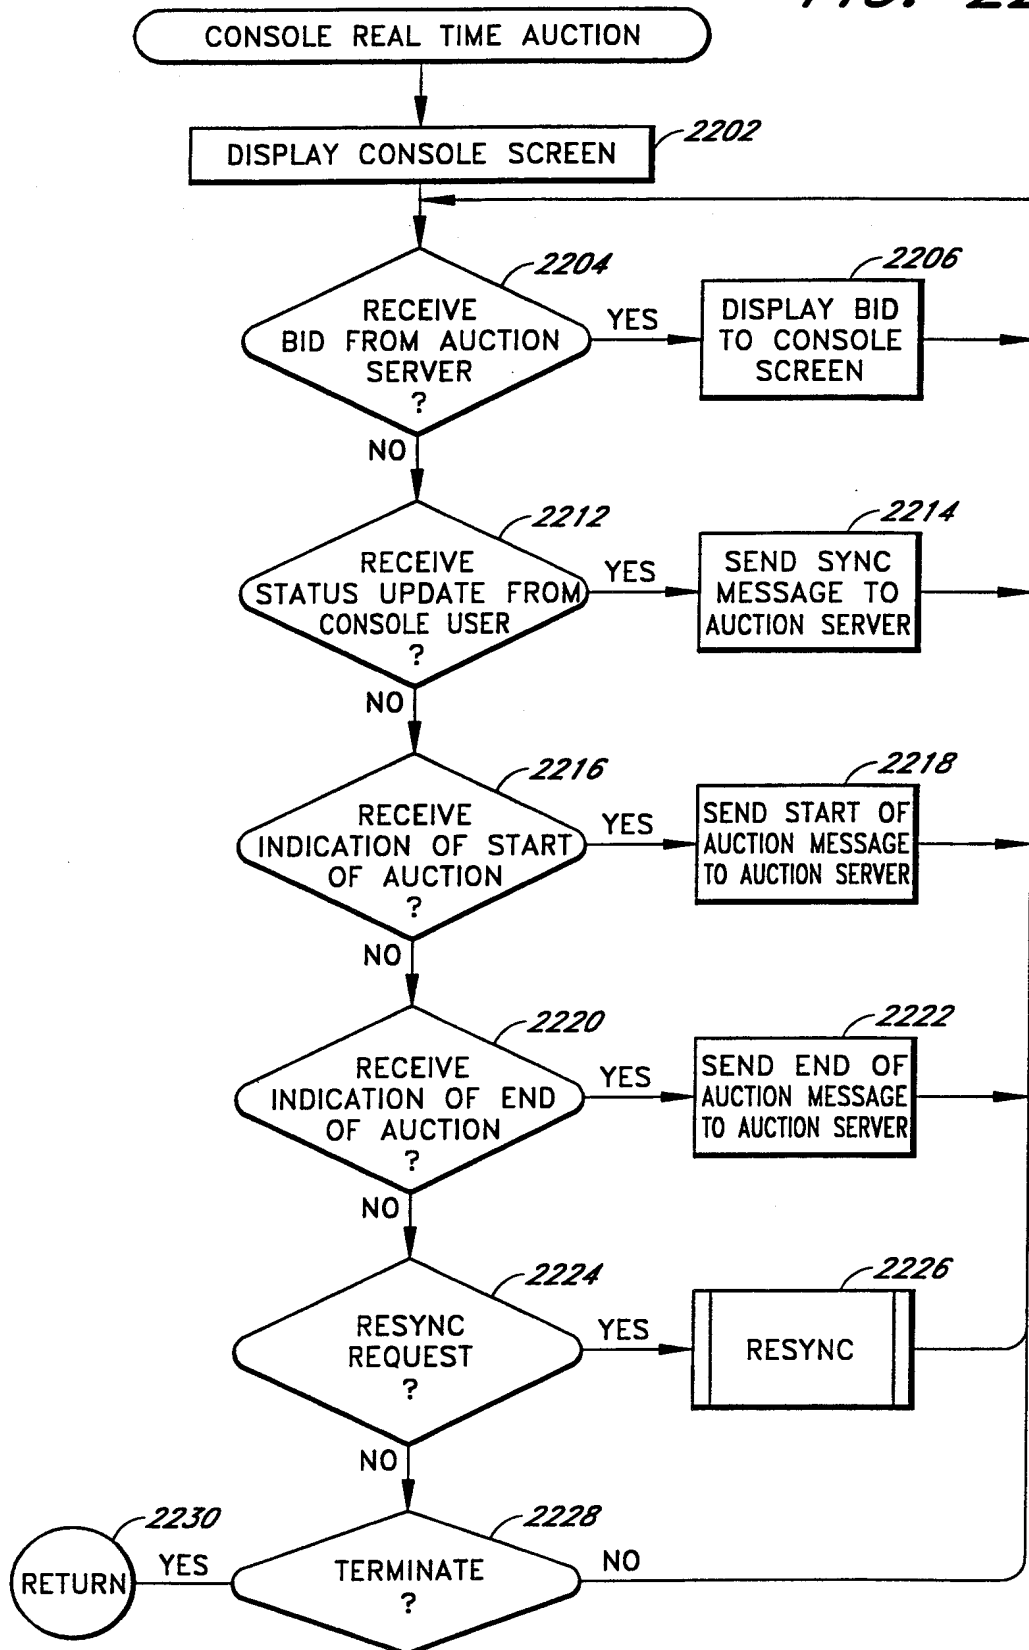 FIG. 22
CONSOLE REAL TIME AUCTION
2202
DISPLAY CONSOLE SCREEN
2204
RECEIVE
BID FROM AUCTION
SERVER
?
YES
2206
DISPLAY BID
TO CONSOLE
SCREEN
NO
2212
RECEIVE
STATUS UPDATE FROM
CONSOLE USER
?
YES
2214
SEND SYNC
MESSAGE TO
AUCTION SERVER
NO
2216
RECEIVE
INDICATION OF START
OF AUCTION
?
YES
2218
SEND START OF
AUCTION MESSAGE
TO AUCTION SERVER
NO
2220
RECEIVE
INDICATION OF END
OF AUCTION
?
YES
2222
SEND END OF
AUCTION MESSAGE
TO AUCTION SERVER
NO
2224
RESYNC
REQUEST
?
YES
2226
RESYNC
NO
2228
TERMINATE
?
NO
YES
2230
RETURN